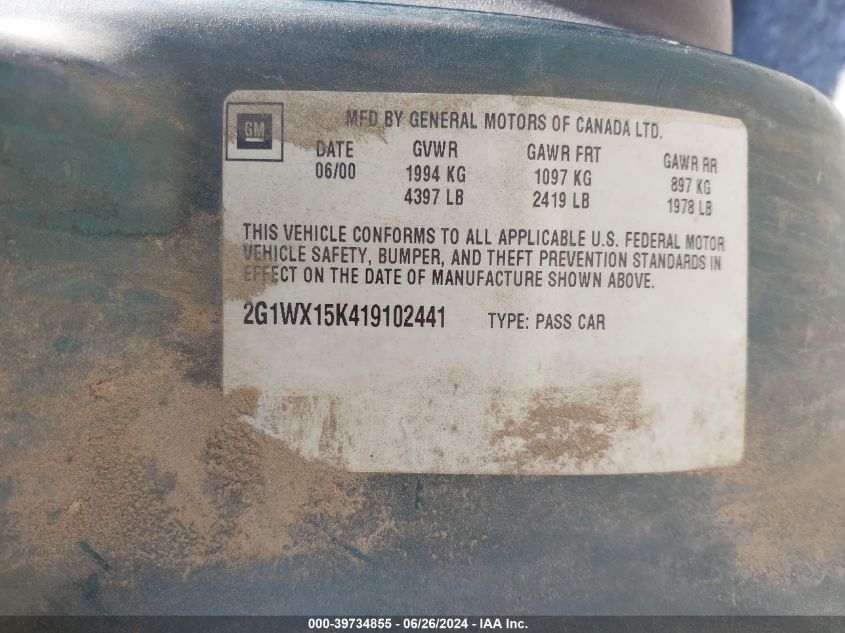 GM
MFD BY GENERAL MOTORS OF CANADA LTD.
DATE GVWR GAWR FRT GAWR RR
06/00 1994 KG 1097 KG 897 KG
4397 LB 2419 LB 1978 LB
THIS VEHICLE CONFORMS TO ALL APPLICABLE U.S. FEDERAL MOTOR
VEHICLE SAFETY, BUMPER, AND THEFT PREVENTION STANDARDS IN
EFFECT ON THE DATE OF MANUFACTURE SHOWN ABOVE.
2G1WX15K419102441 TYPE: PASS CAR
000-39734855 - 06/26/2024 - IAA Inc.